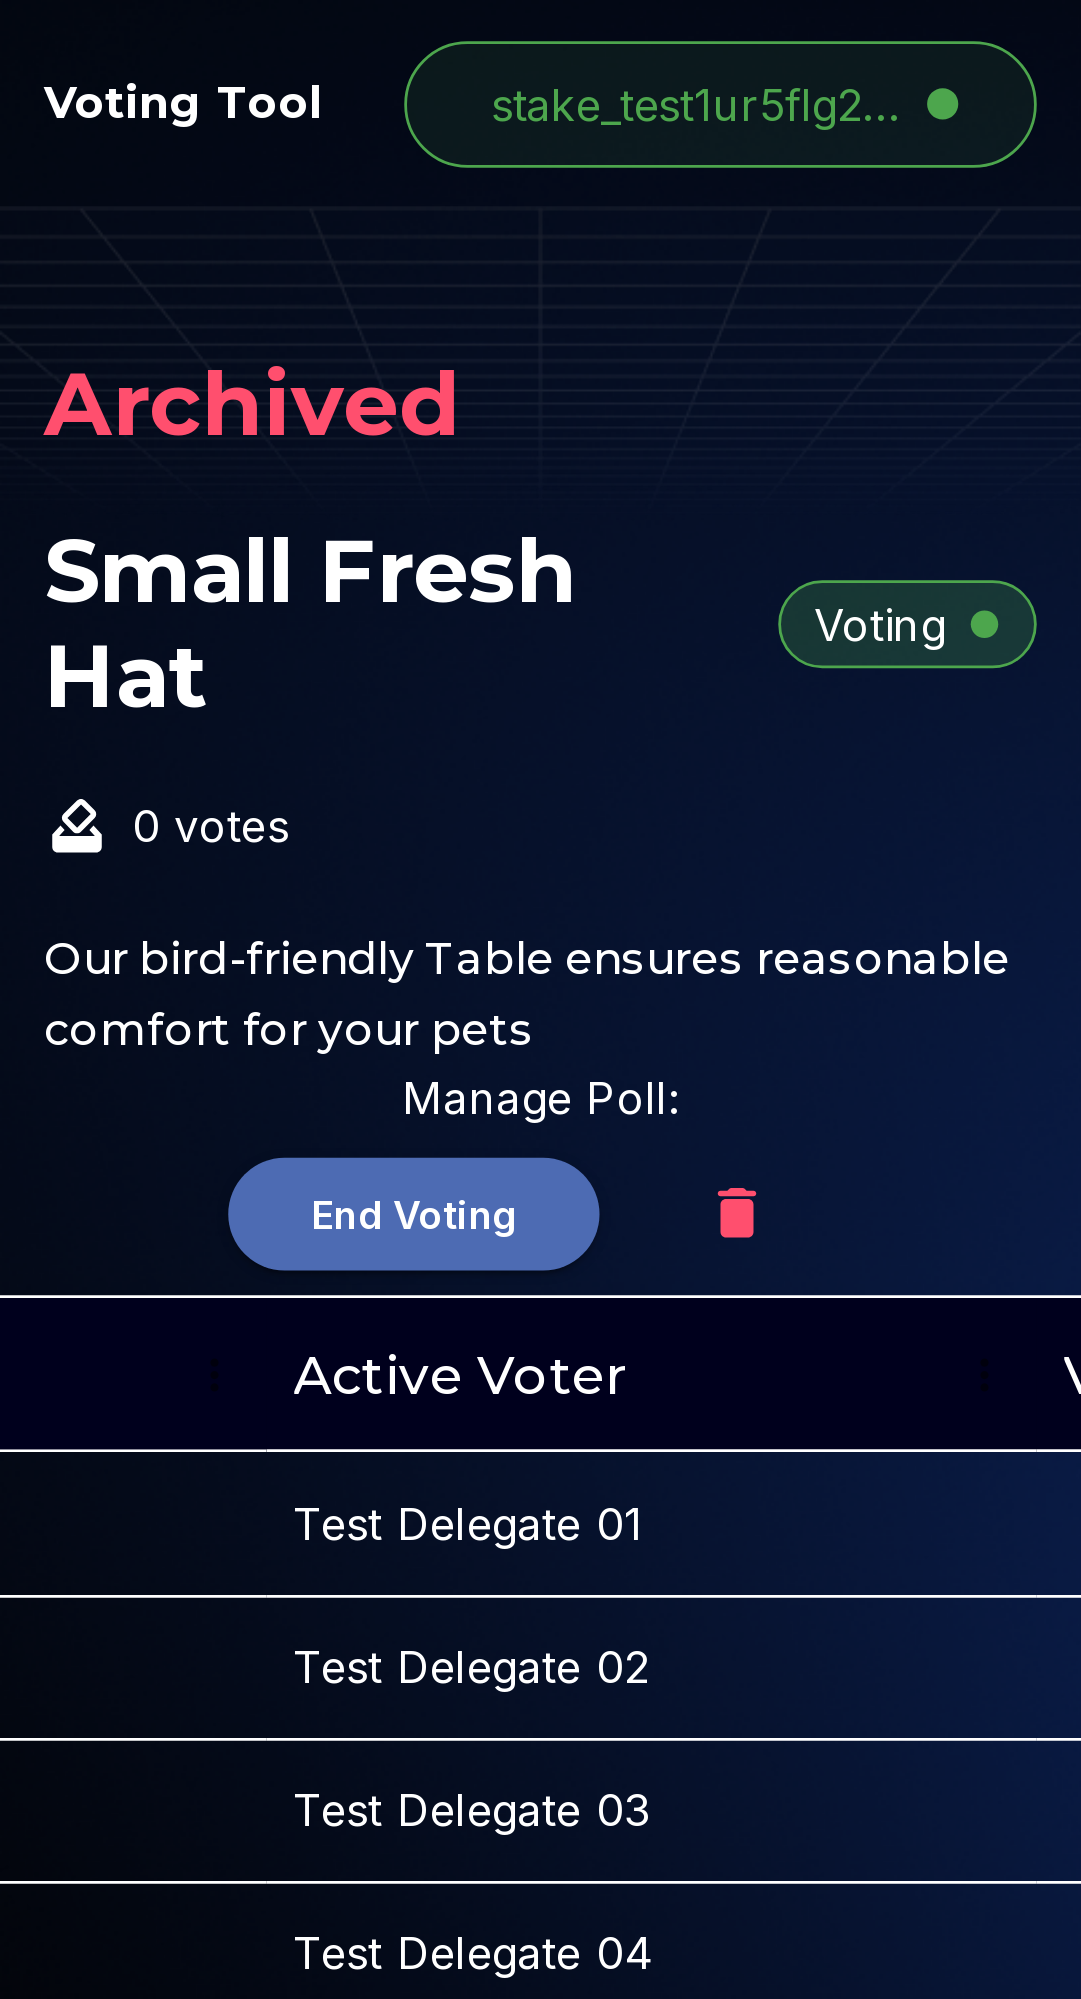 Voting Tool
stake_test1ur5flg2...
Archived
Small Fresh
Hat
Voting
0 votes
Our bird-friendly Table ensures reasonable
comfort for your pets
Manage Poll:
End Voting
Active Voter
Test Delegate 01
Test Delegate 02
Test Delegate 03
Test Delegate 04